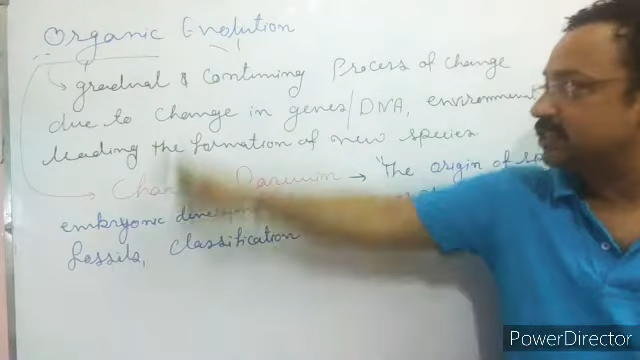 Organic Evolution
gradual & Continuing Process of change
due to change in genes/DNA, environment
leading the formation of new species
Darwin → "The origin of
embryonic
fossils, Classification
PowerDirector